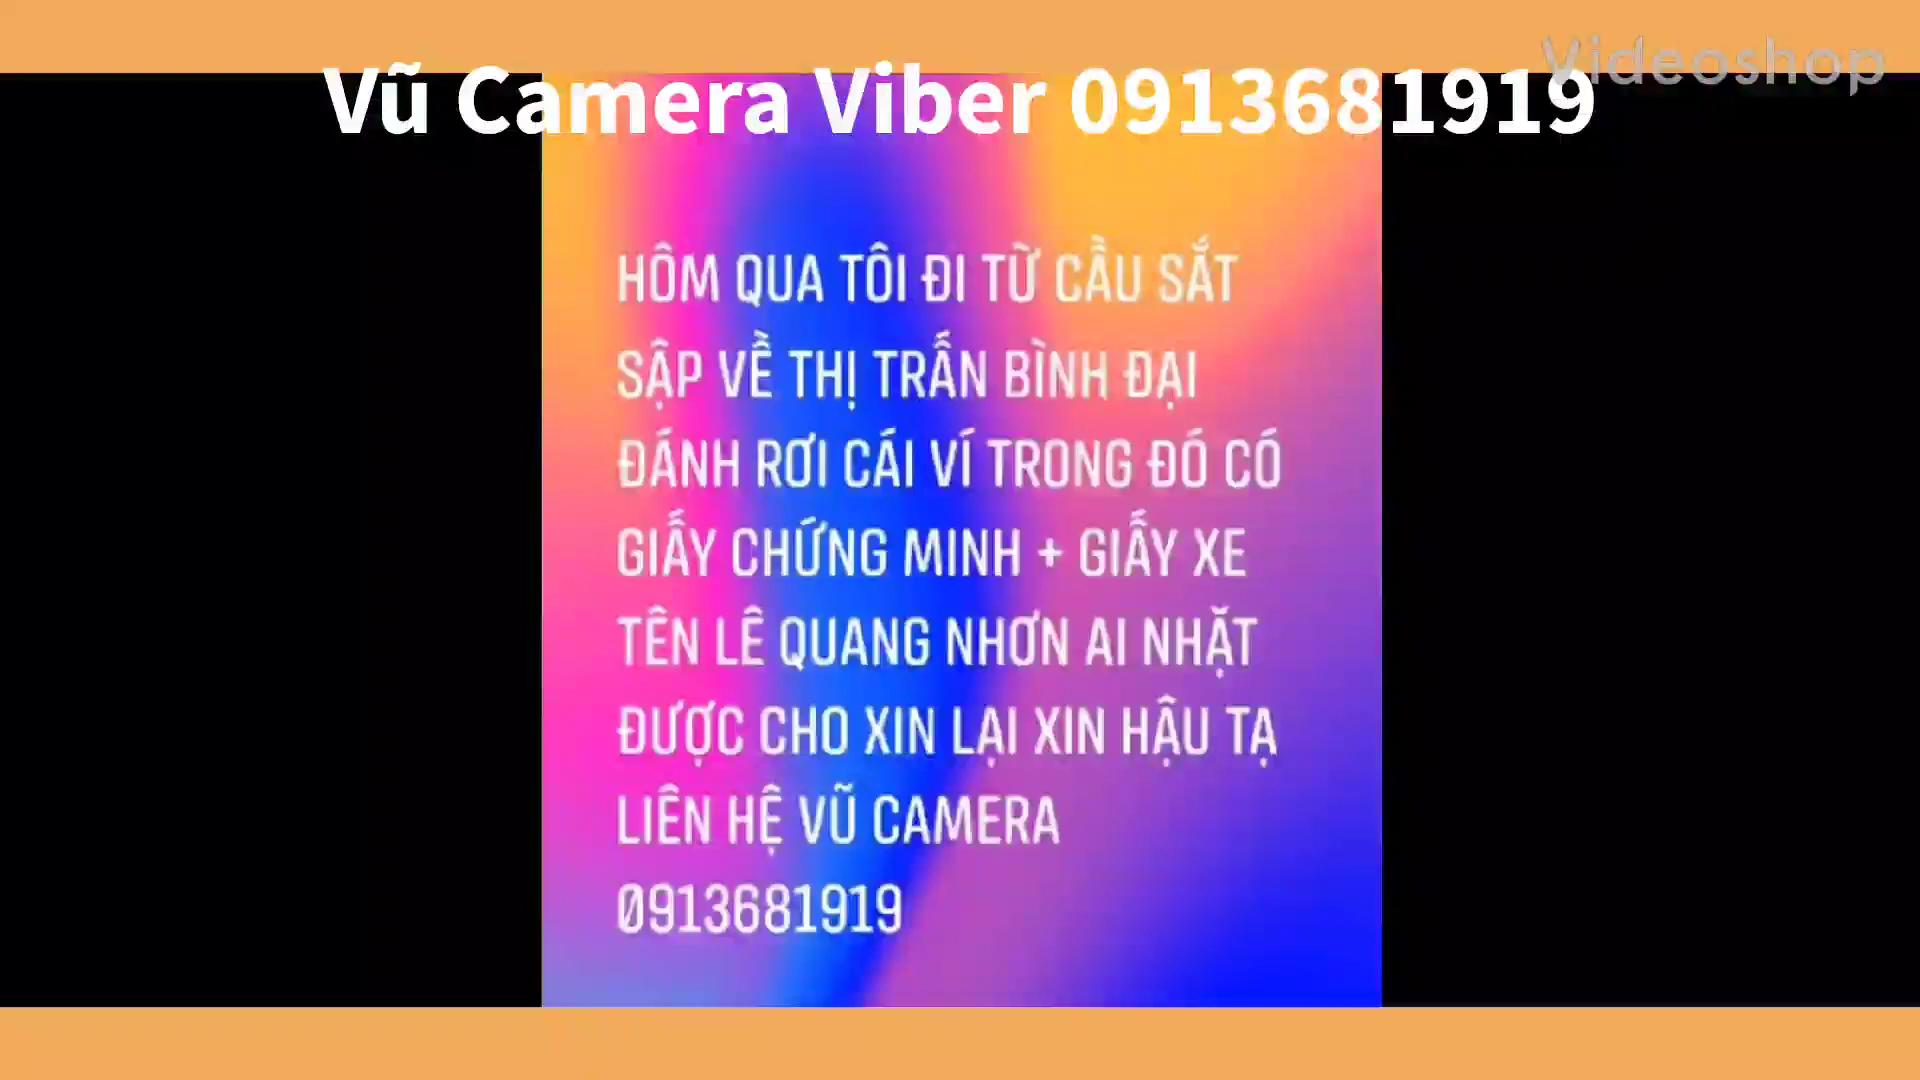 Videoshop
Vũ Camera Viber 0913681919
HÔM QUA TÔI ĐI TỪ CẦU SẮT
SẬP VỀ THỊ TRẤN BÌNH ĐẠI
ĐÁNH RƠI CÁI VÍ TRONG ĐÓ CÓ
GIẤY CHỨNG MINH + GIẤY XE
TÊN LÊ QUANG NHƠN AI NHẶT
ĐƯỢC CHO XIN LẠI XIN HẬU TẠ
LIÊN HỆ VŨ CAMERA
0913681919